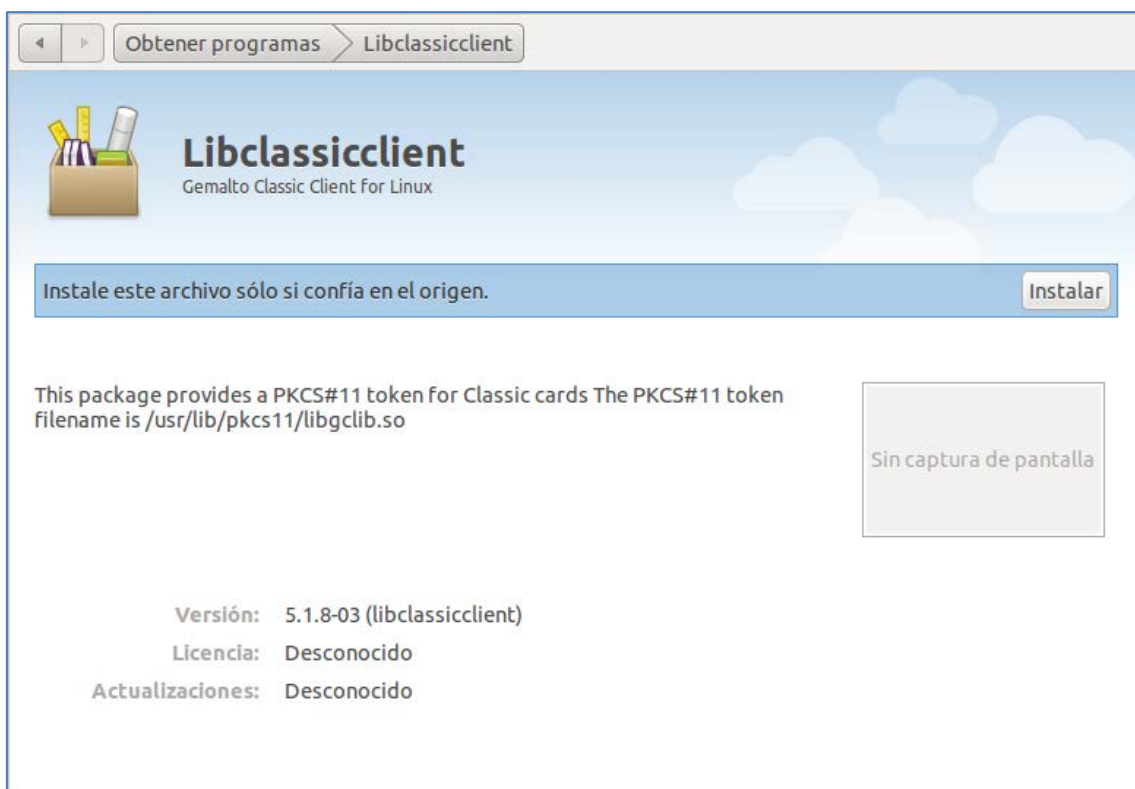 Obtener programas Libclassicclient
Libclassicclient
Gemalto Classic Client for Linux
Instale este archivo sólo si confía en el origen. Instalar
This package provides a PKCS#11 token for Classic cards The PKCS#11 token
filename is /usr/lib/pkcs11/libgclib.so
Sin captura de pantalla
Versión: 5.1.8-03 (libclassicclient)
Licencia: Desconocido
Actualizaciones: Desconocido